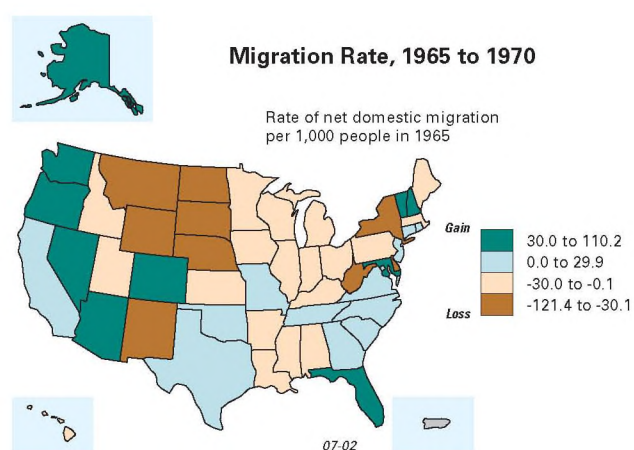 Migration Rate, 1965 to 1970
Rate of net domestic migration
per 1,000 people in 1965
Gain
30.0 to 110.2
0.0 to 29.9
-30.0 to -0.1
Loss
-121.4 to -30.1
07-02